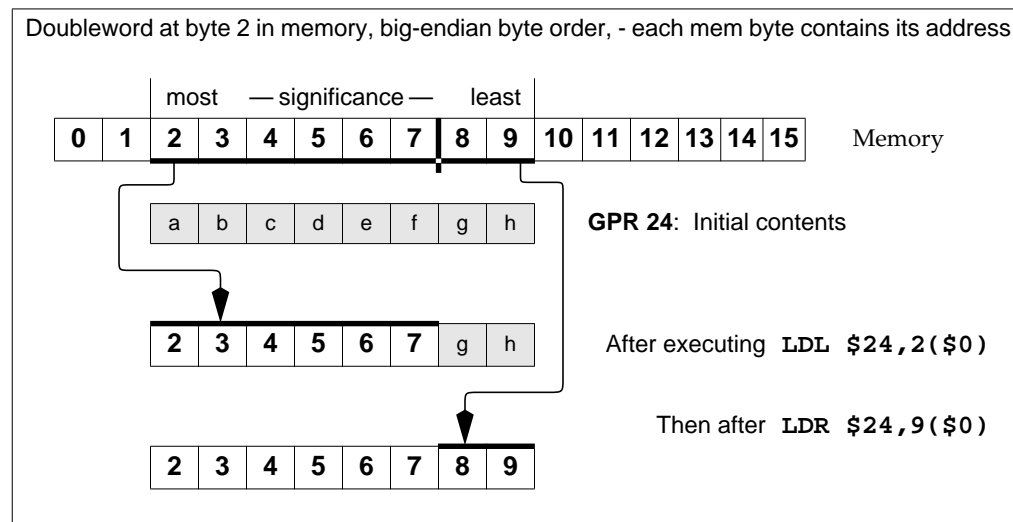 Doubleword at byte 2 in memory, big-endian byte order, - each mem byte contains its address
most — significance — least
0 1 2 3 4 5 6 7 8 9 10 11 12 13 14 15 Memory
a b c d e f g h GPR 24: Initial contents
2 3 4 5 6 7 g h After executing LDL $24,2($0)
Then after LDR $24,9($0)
2 3 4 5 6 7 8 9